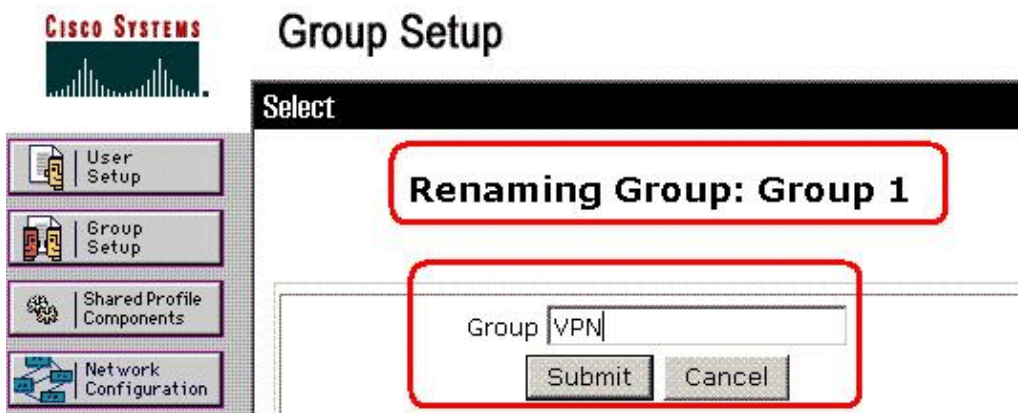 CISCO SYSTEMS
Group Setup
Select
User
Setup
Group
Setup
Shared Profile
Components
Network
Configuration
Renaming Group: Group 1
Group VPN
Submit Cancel